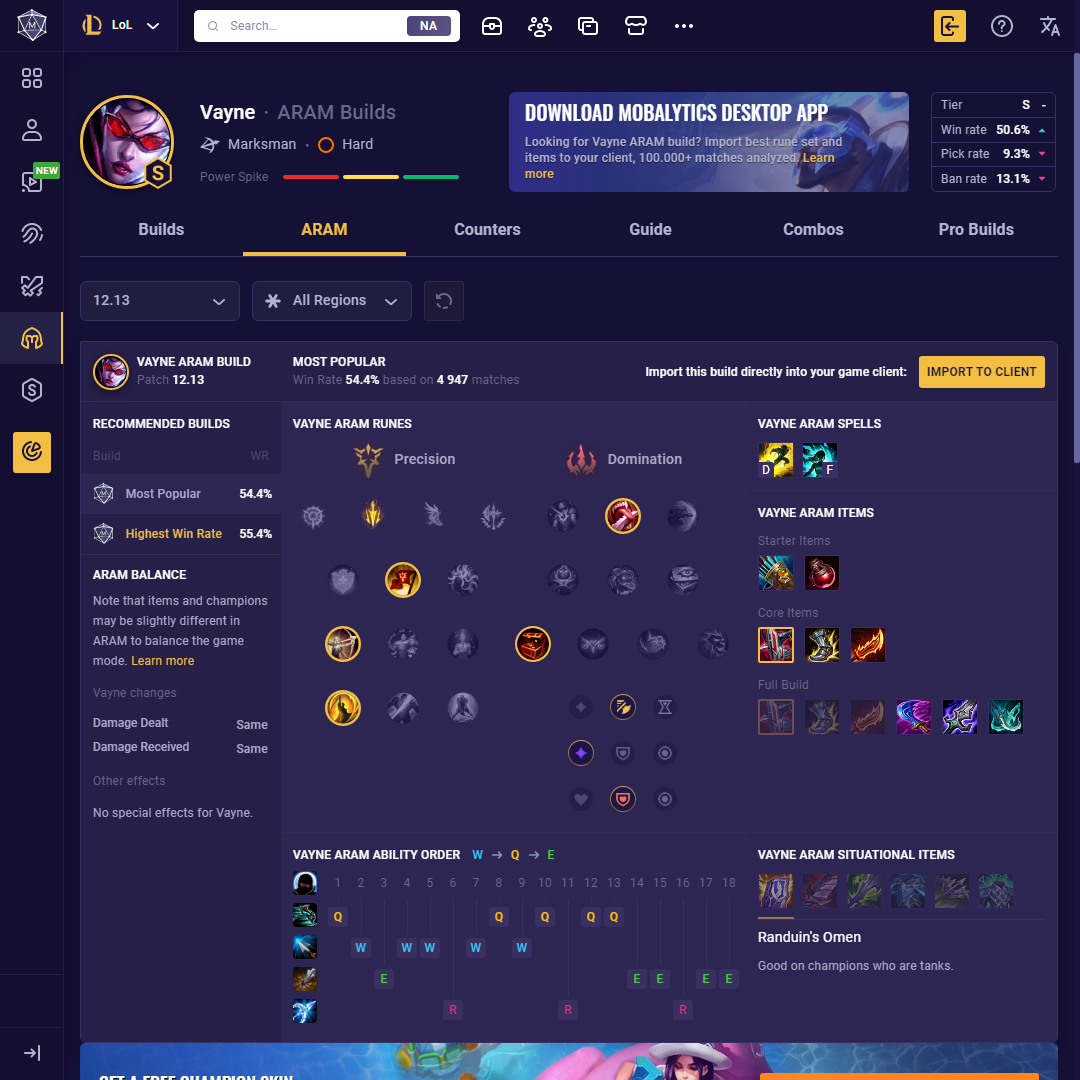 LoL
Search...
NA
NEW
Vayne · ARAM Builds
Marksman · Hard
Power Spike
S
DOWNLOAD MOBALYTICS DESKTOP APP
Looking for Vayne ARAM build? Import best rune set and
items to your client, 100.000+ matches analyzed. Learn
more
Tier S -
Win rate 50.6%
Pick rate 9.3%
Ban rate 13.1%
Builds
ARAM
Counters
Guide
Combos
Pro Builds
12.13
All Regions
VAYNE ARAM BUILD
Patch 12.13
MOST POPULAR
Win Rate 54.4% based on 4 947 matches
Import this build directly into your game client:
IMPORT TO CLIENT
RECOMMENDED BUILDS
Build WR
Most Popular 54.4%
Highest Win Rate 55.4%
ARAM BALANCE
Note that items and champions
may be slightly different in
ARAM to balance the game
mode. Learn more
Vayne changes
Damage Dealt Same
Damage Received Same
Other effects
No special effects for Vayne.
VAYNE ARAM RUNES
Precision
Domination
VAYNE ARAM SPELLS
D
F
VAYNE ARAM ITEMS
Starter Items
Core Items
Full Build
VAYNE ARAM ABILITY ORDER W → Q → E
1 2 3 4 5 6 7 8 9 10 11 12 13 14 15 16 17 18
Q Q Q Q Q
W W W W W
E E E E E
R R R
VAYNE ARAM SITUATIONAL ITEMS
Randuin's Omen
Good on champions who are tanks.
GET A FREE CHAMPION SKIN